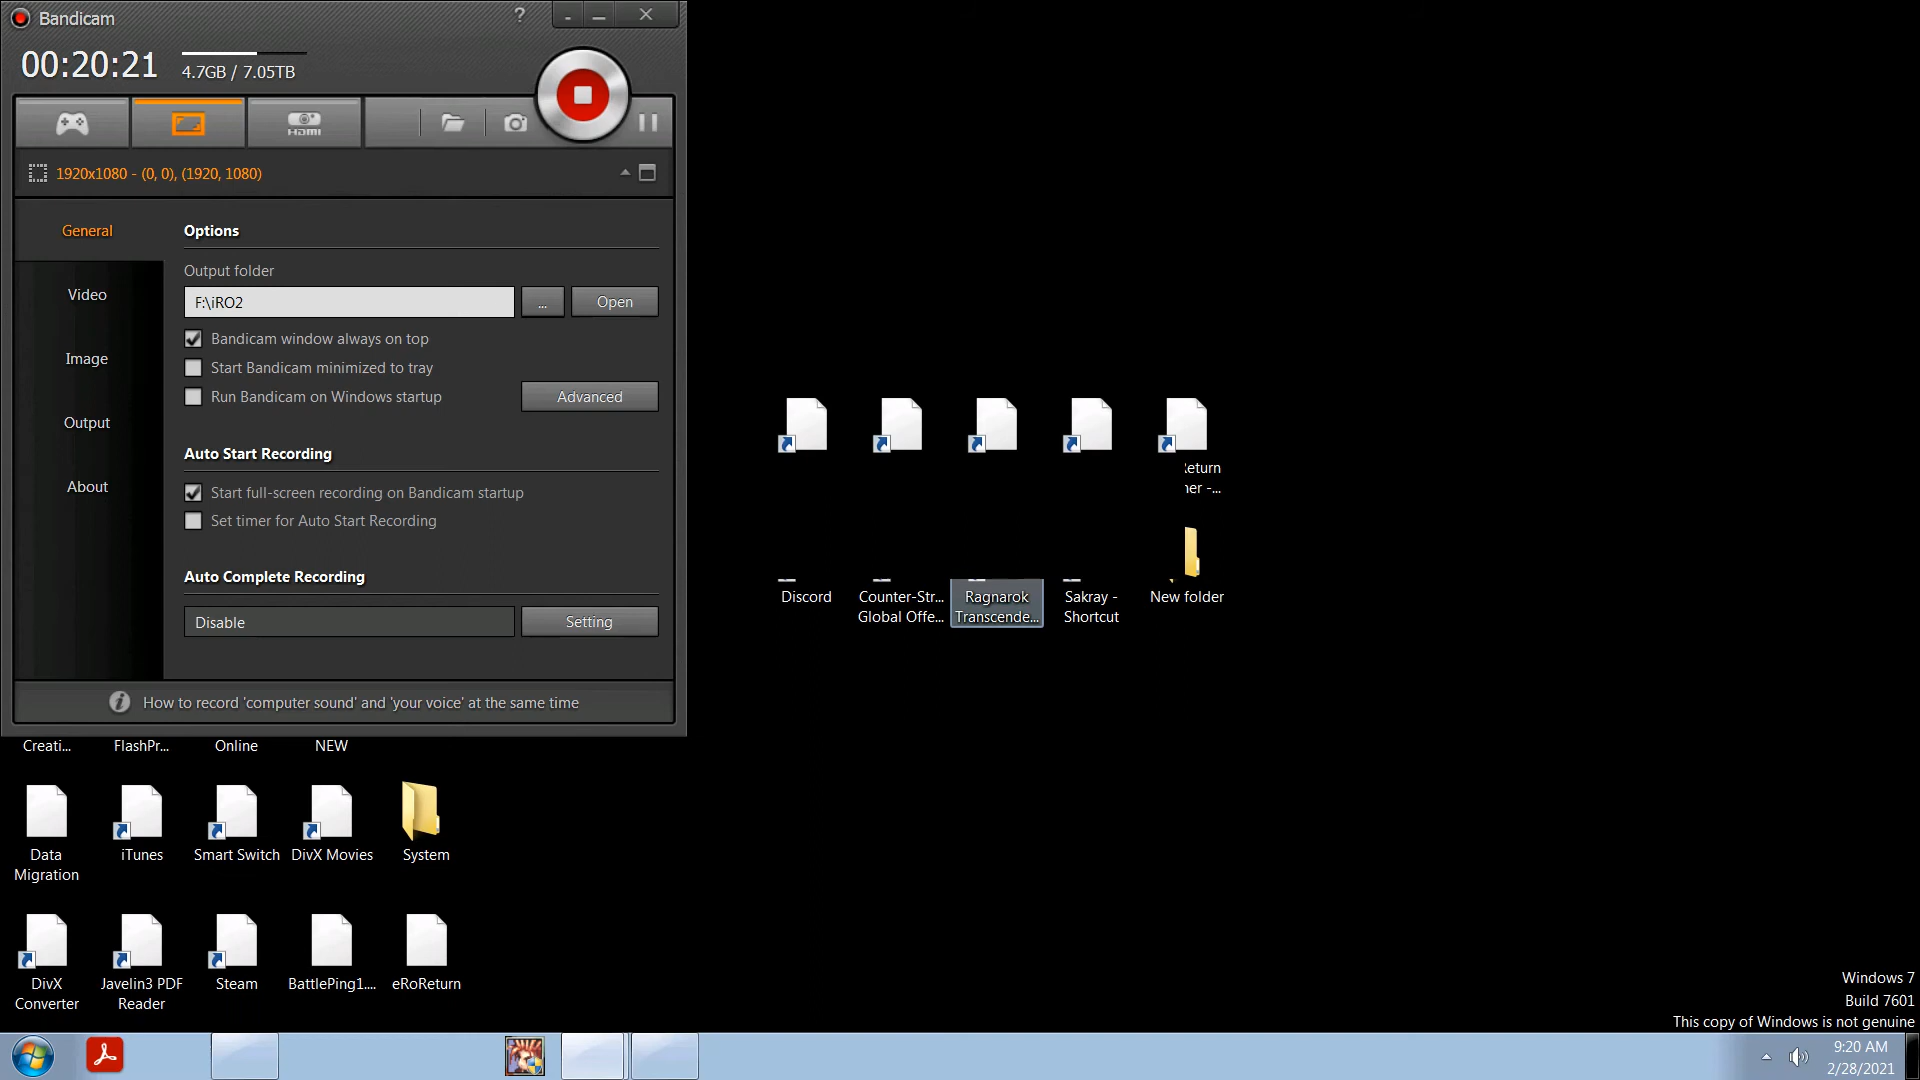 Bandicam
?
00:20:21
4.7GB / 7.05TB
HDMI
1920x1080 - (0, 0), (1920, 1080)
General
Video
Image
Output
About
Options
Output folder
F:\iRO2
...
Open
Bandicam window always on top
Start Bandicam minimized to tray
Run Bandicam on Windows startup
Advanced
Auto Start Recording
Start full-screen recording on Bandicam startup
Set timer for Auto Start Recording
Auto Complete Recording
Disable
Setting
How to record 'computer sound' and 'your voice' at the same time
Return
ner -...
Discord
Counter-Str...
Global Offe...
Ragnarok
Transcende...
Sakray -
Shortcut
New folder
Creati...
FlashPr...
Online
NEW
Data
Migration
iTunes
Smart Switch
DivX Movies
System
DivX
Converter
Javelin3 PDF
Reader
Steam
BattlePing1....
eRoReturn
Windows 7
Build 7601
This copy of Windows is not genuine
9:20 AM
2/28/2021